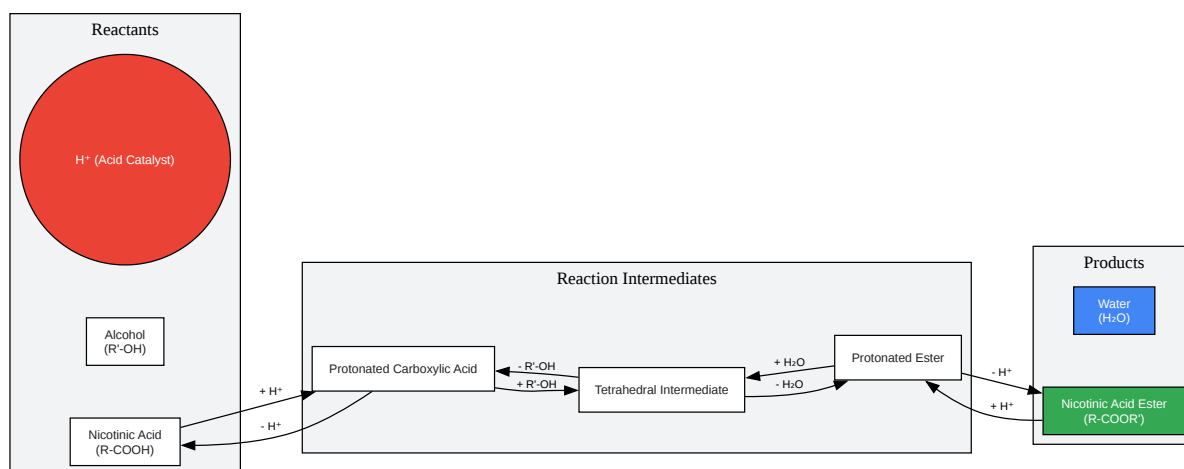 Reactants
H⁺ (Acid Catalyst)
Alcohol
(R'-OH)
Nicotinic Acid
(R-COOH)
+ H⁺
- H⁺
Reaction Intermediates
Protonated Carboxylic Acid
- R'-OH
+ R'-OH
Tetrahedral Intermediate
+ H₂O
- H₂O
Protonated Ester
- H⁺
+ H⁺
Products
Water
(H₂O)
Nicotinic Acid Ester
(R-COOR')